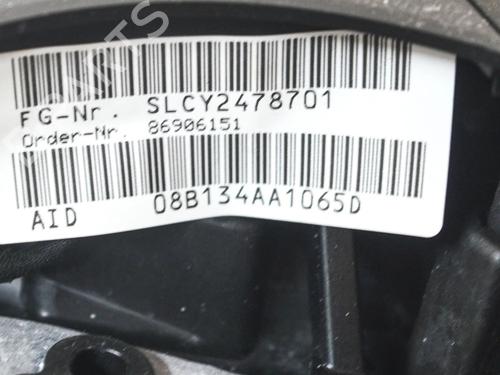 FG-Nr. SLCY2478701
Order-Nr. 86906151
AID 08B134AA1065D